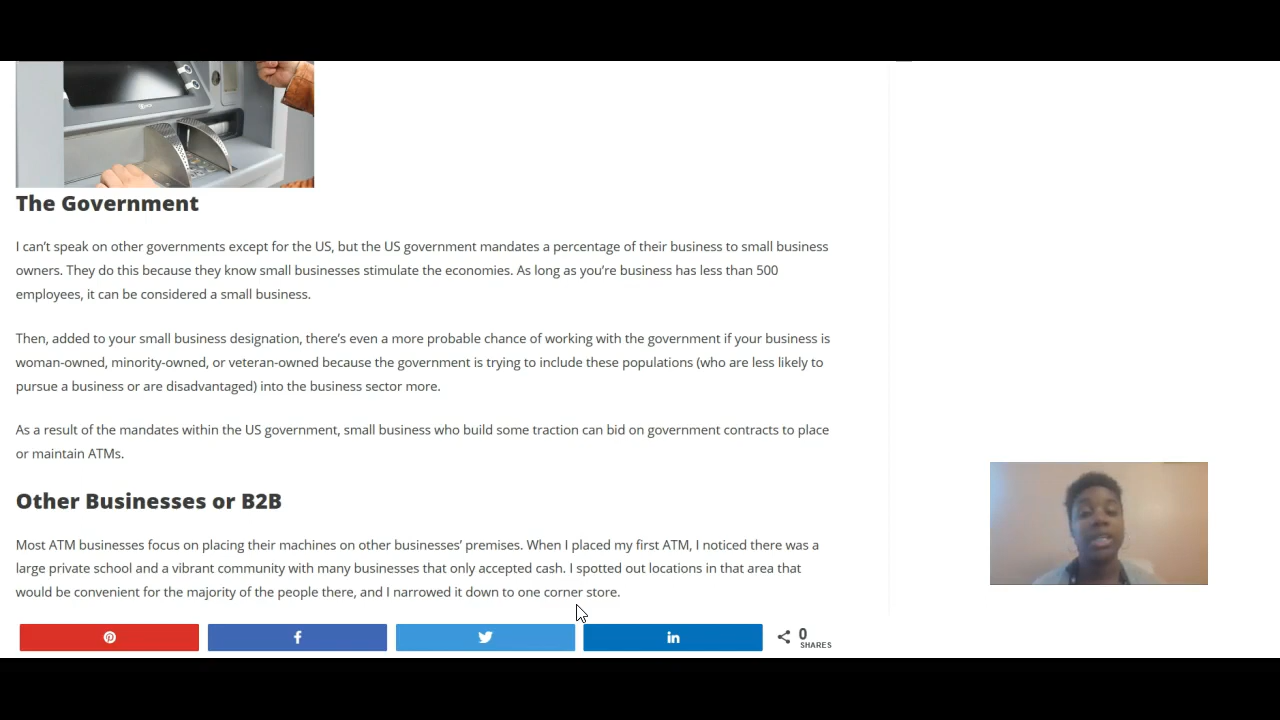 The Government
I can’t speak on other governments except for the US, but the US government mandates a percentage of their business to small business
owners. They do this because they know small businesses stimulate the economies. As long as you’re business has less than 500
employees, it can be considered a small business.
Then, added to your small business designation, there’s even a more probable chance of working with the government if your business is
woman-owned, minority-owned, or veteran-owned because the government is trying to include these populations (who are less likely to
pursue a business or are disadvantaged) into the business sector more.
As a result of the mandates within the US government, small business who build some traction can bid on government contracts to place
or maintain ATMs.
Other Businesses or B2B
Most ATM businesses focus on placing their machines on other businesses’ premises. When I placed my first ATM, I noticed there was a
large private school and a vibrant community with many businesses that only accepted cash. I spotted out locations in that area that
would be convenient for the majority of the people there, and I narrowed it down to one corner store.
0
SHARES